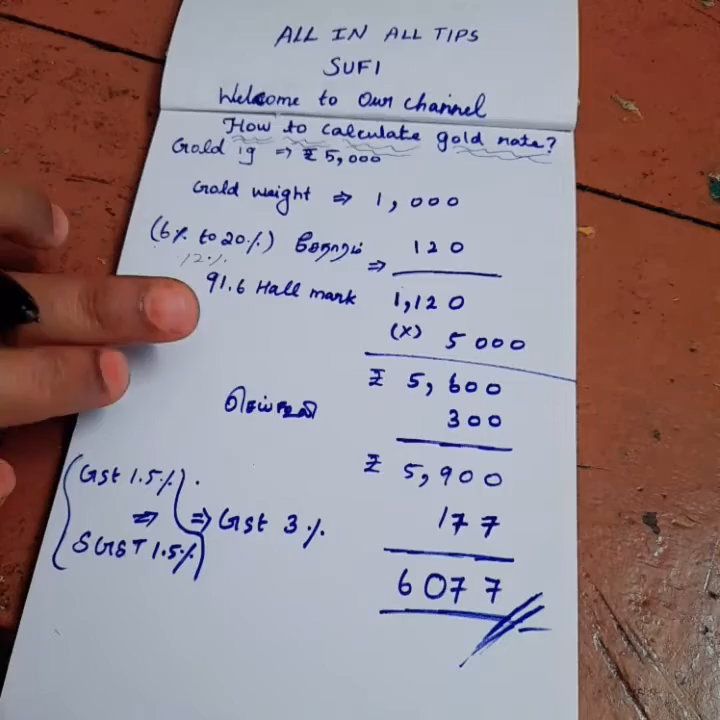 ALL IN ALL TIPS
SUFI
Welcome to Our channel
How to calculate gold rate?
Gold 1g ⇒ ₹ 5,000
Gold weight ⇒ 1,000
(6% to 20%) சேதாரம் ⇒ 120
12%
91.6 Hall mark 1,120
(x) 5000
₹ 5,600
செய்கூலி 300
₹ 5,900
Gst 1.5%
177
⇒ ⇒ Gst 3%
SGST 1.5%
6077